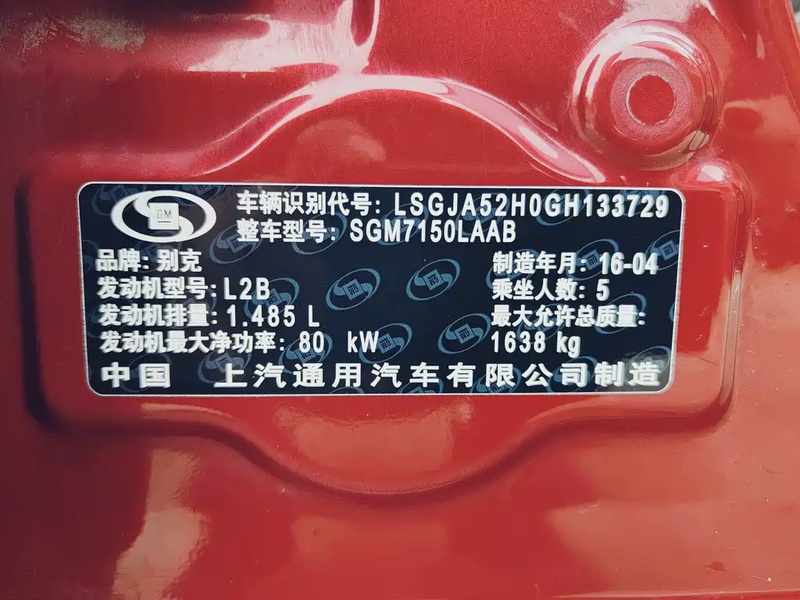 GM
车辆识别代号: LSGJA52H0GH133729
整车型号: SGM7150LAAB
品牌: 别克
制造年月: 16-04
发动机型号: L2B
乘坐人数: 5
发动机排量: 1.485 L
最大允许总质量:
发动机最大净功率: 80 kW
1638 kg
中国 上汽通用汽车有限公司制造